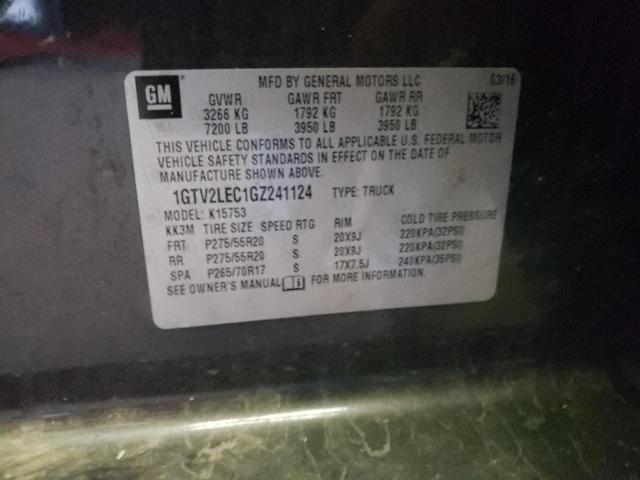 GM
MFD BY GENERAL MOTORS LLC 03/16
GVWR GAWR FRT GAWR RR
3266 KG 1792 KG 1792 KG
7200 LB 3950 LB 3950 LB
THIS VEHICLE CONFORMS TO ALL APPLICABLE U.S. FEDERAL MOTOR
VEHICLE SAFETY STANDARDS IN EFFECT ON THE DATE OF
MANUFACTURE SHOWN ABOVE.
1GTV2LEC1GZ241124 TYPE: TRUCK
MODEL: K15753
KK3M TIRE SIZE SPEED RTG RIM COLD TIRE PRESSURE
FRT P275/55R20 S 20X9J 220KPA(32PSI)
RR P275/55R20 S 20X9J 220KPA(32PSI)
SPA P265/70R17 S 17X7.5J 240KPA(35PSI)
SEE OWNER'S MANUAL FOR MORE INFORMATION.